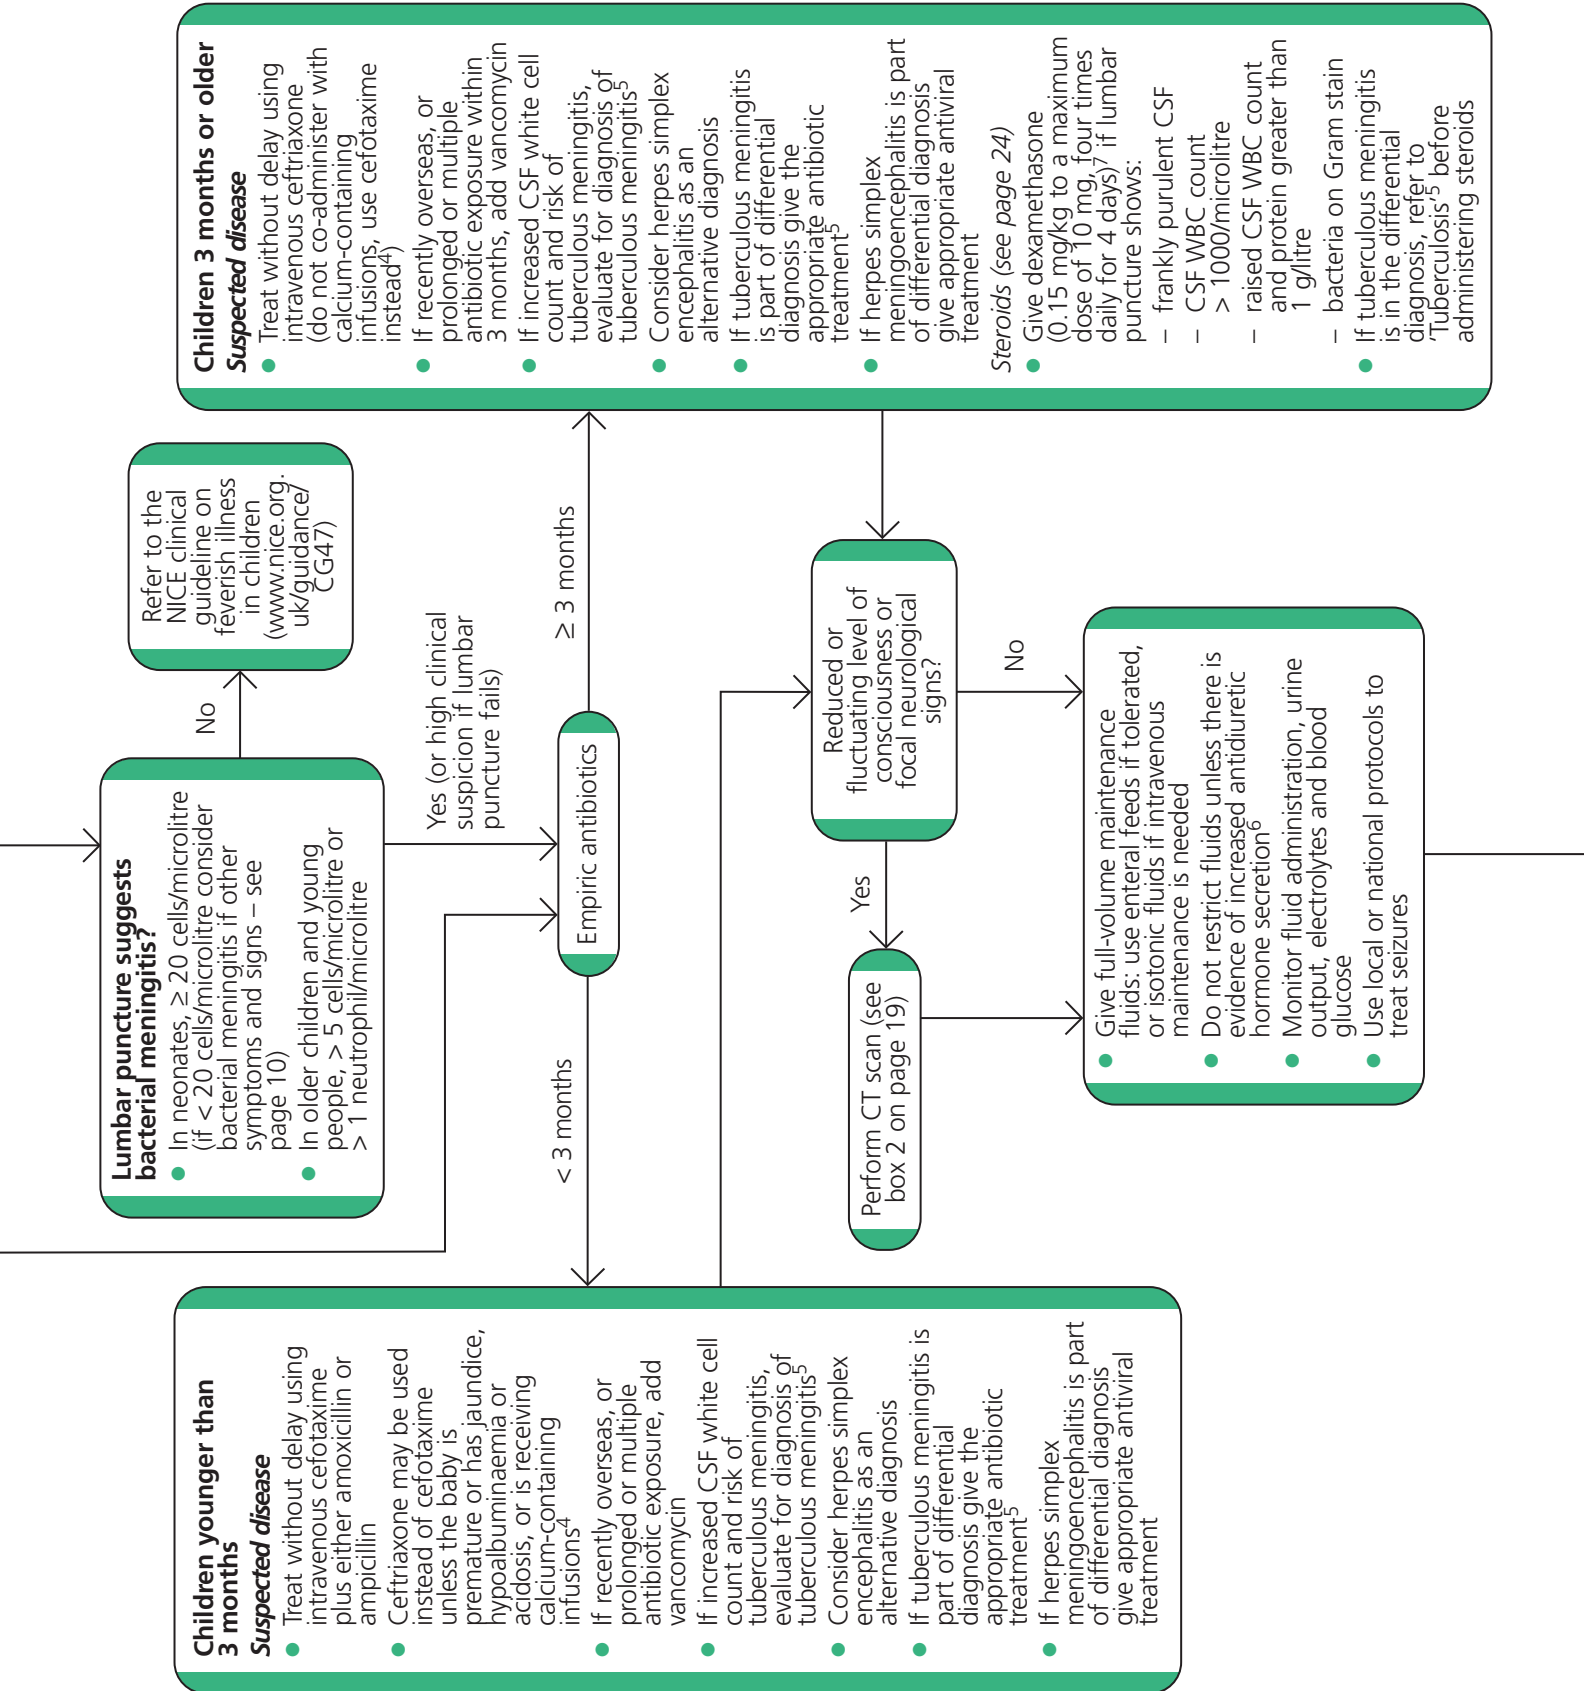 Lumbar puncture suggests
bacterial meningitis?
● In neonates, ≥ 20 cells/microlitre
(if < 20 cells/microlitre consider
bacterial meningitis if other
symptoms and signs – see
page 10)
● In older children and young
people, > 5 cells/microlitre or
> 1 neutrophil/microlitre
No
Refer to the
NICE clinical
guideline on
feverish illness
in children
(www.nice.org.
uk/guidance/
CG47)
Yes (or high clinical
suspicion if lumbar
puncture fails)
Empiric antibiotics
< 3 months
≥ 3 months
Children younger than
3 months
Suspected disease
● Treat without delay using
intravenous cefotaxime
plus either amoxicillin or
ampicillin
● Ceftriaxone may be used
instead of cefotaxime
unless the baby is
premature or has jaundice,
hypoalbuminaemia or
acidosis, or is receiving
calcium-containing
infusions4
● If recently overseas, or
prolonged or multiple
antibiotic exposure, add
vancomycin
● If increased CSF white cell
count and risk of
tuberculous meningitis,
evaluate for diagnosis of
tuberculous meningitis5
● Consider herpes simplex
encephalitis as an
alternative diagnosis
● If tuberculous meningitis is
part of differential
diagnosis give the
appropriate antibiotic
treatment5
● If herpes simplex
meningoencephalitis is part
of differential diagnosis
give appropriate antiviral
treatment
Children 3 months or older
Suspected disease
● Treat without delay using
intravenous ceftriaxone
(do not co-administer with
calcium-containing
infusions, use cefotaxime
instead4)
● If recently overseas, or
prolonged or multiple
antibiotic exposure within
3 months, add vancomycin
● If increased CSF white cell
count and risk of
tuberculous meningitis,
evaluate for diagnosis of
tuberculous meningitis5
● Consider herpes simplex
encephalitis as an
alternative diagnosis
● If tuberculous meningitis
is part of differential
diagnosis give the
appropriate antibiotic
treatment5
● If herpes simplex
meningoencephalitis is part
of differential diagnosis
give appropriate antiviral
treatment
Steroids (see page 24)
● Give dexamethasone
(0.15 mg/kg to a maximum
dose of 10 mg, four times
daily for 4 days)7 if lumbar
puncture shows:
– frankly purulent CSF
– CSF WBC count
> 1000/microlitre
– raised CSF WBC count
and protein greater than
1 g/litre
– bacteria on Gram stain
● If tuberculous meningitis
is in the differential
diagnosis, refer to
'Tuberculosis'5 before
administering steroids
Reduced or
fluctuating level of
consciousness or
focal neurological
signs?
Yes
No
Perform CT scan (see
box 2 on page 19)
● Give full-volume maintenance
fluids: use enteral feeds if tolerated,
or isotonic fluids if intravenous
maintenance is needed
● Do not restrict fluids unless there is
evidence of increased antidiuretic
hormone secretion6
● Monitor fluid administration, urine
output, electrolytes and blood
glucose
● Use local or national protocols to
treat seizures